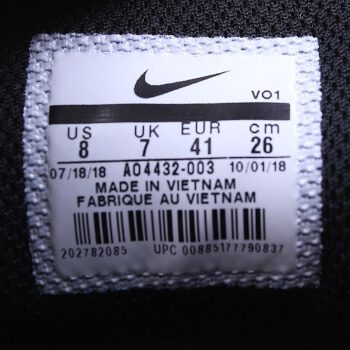 VO1
US UK EUR cm
8 7 41 26
07/18/18 AO4432-003 10/01/18
MADE IN VIETNAM
FABRIQUE AU VIETNAM
202782085 UPC 00885177790837